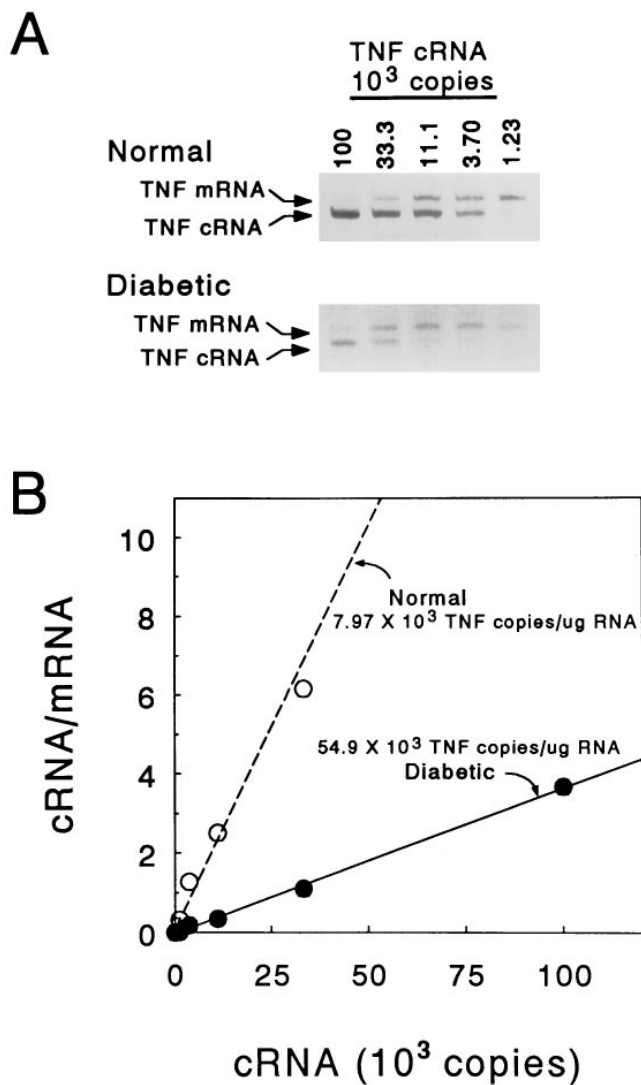 A
TNF cRNA
10³ copies
100 33.3 11.1 3.70 1.23
Normal
TNF mRNA
TNF cRNA
Diabetic
TNF mRNA
TNF cRNA
B
10
8
6
4
2
0
cRNA/mRNA
Normal
7.97 X 10³ TNF copies/ug RNA
54.9 X 10³ TNF copies/ug RNA
Diabetic
0 25 50 75 100
cRNA (10³ copies)